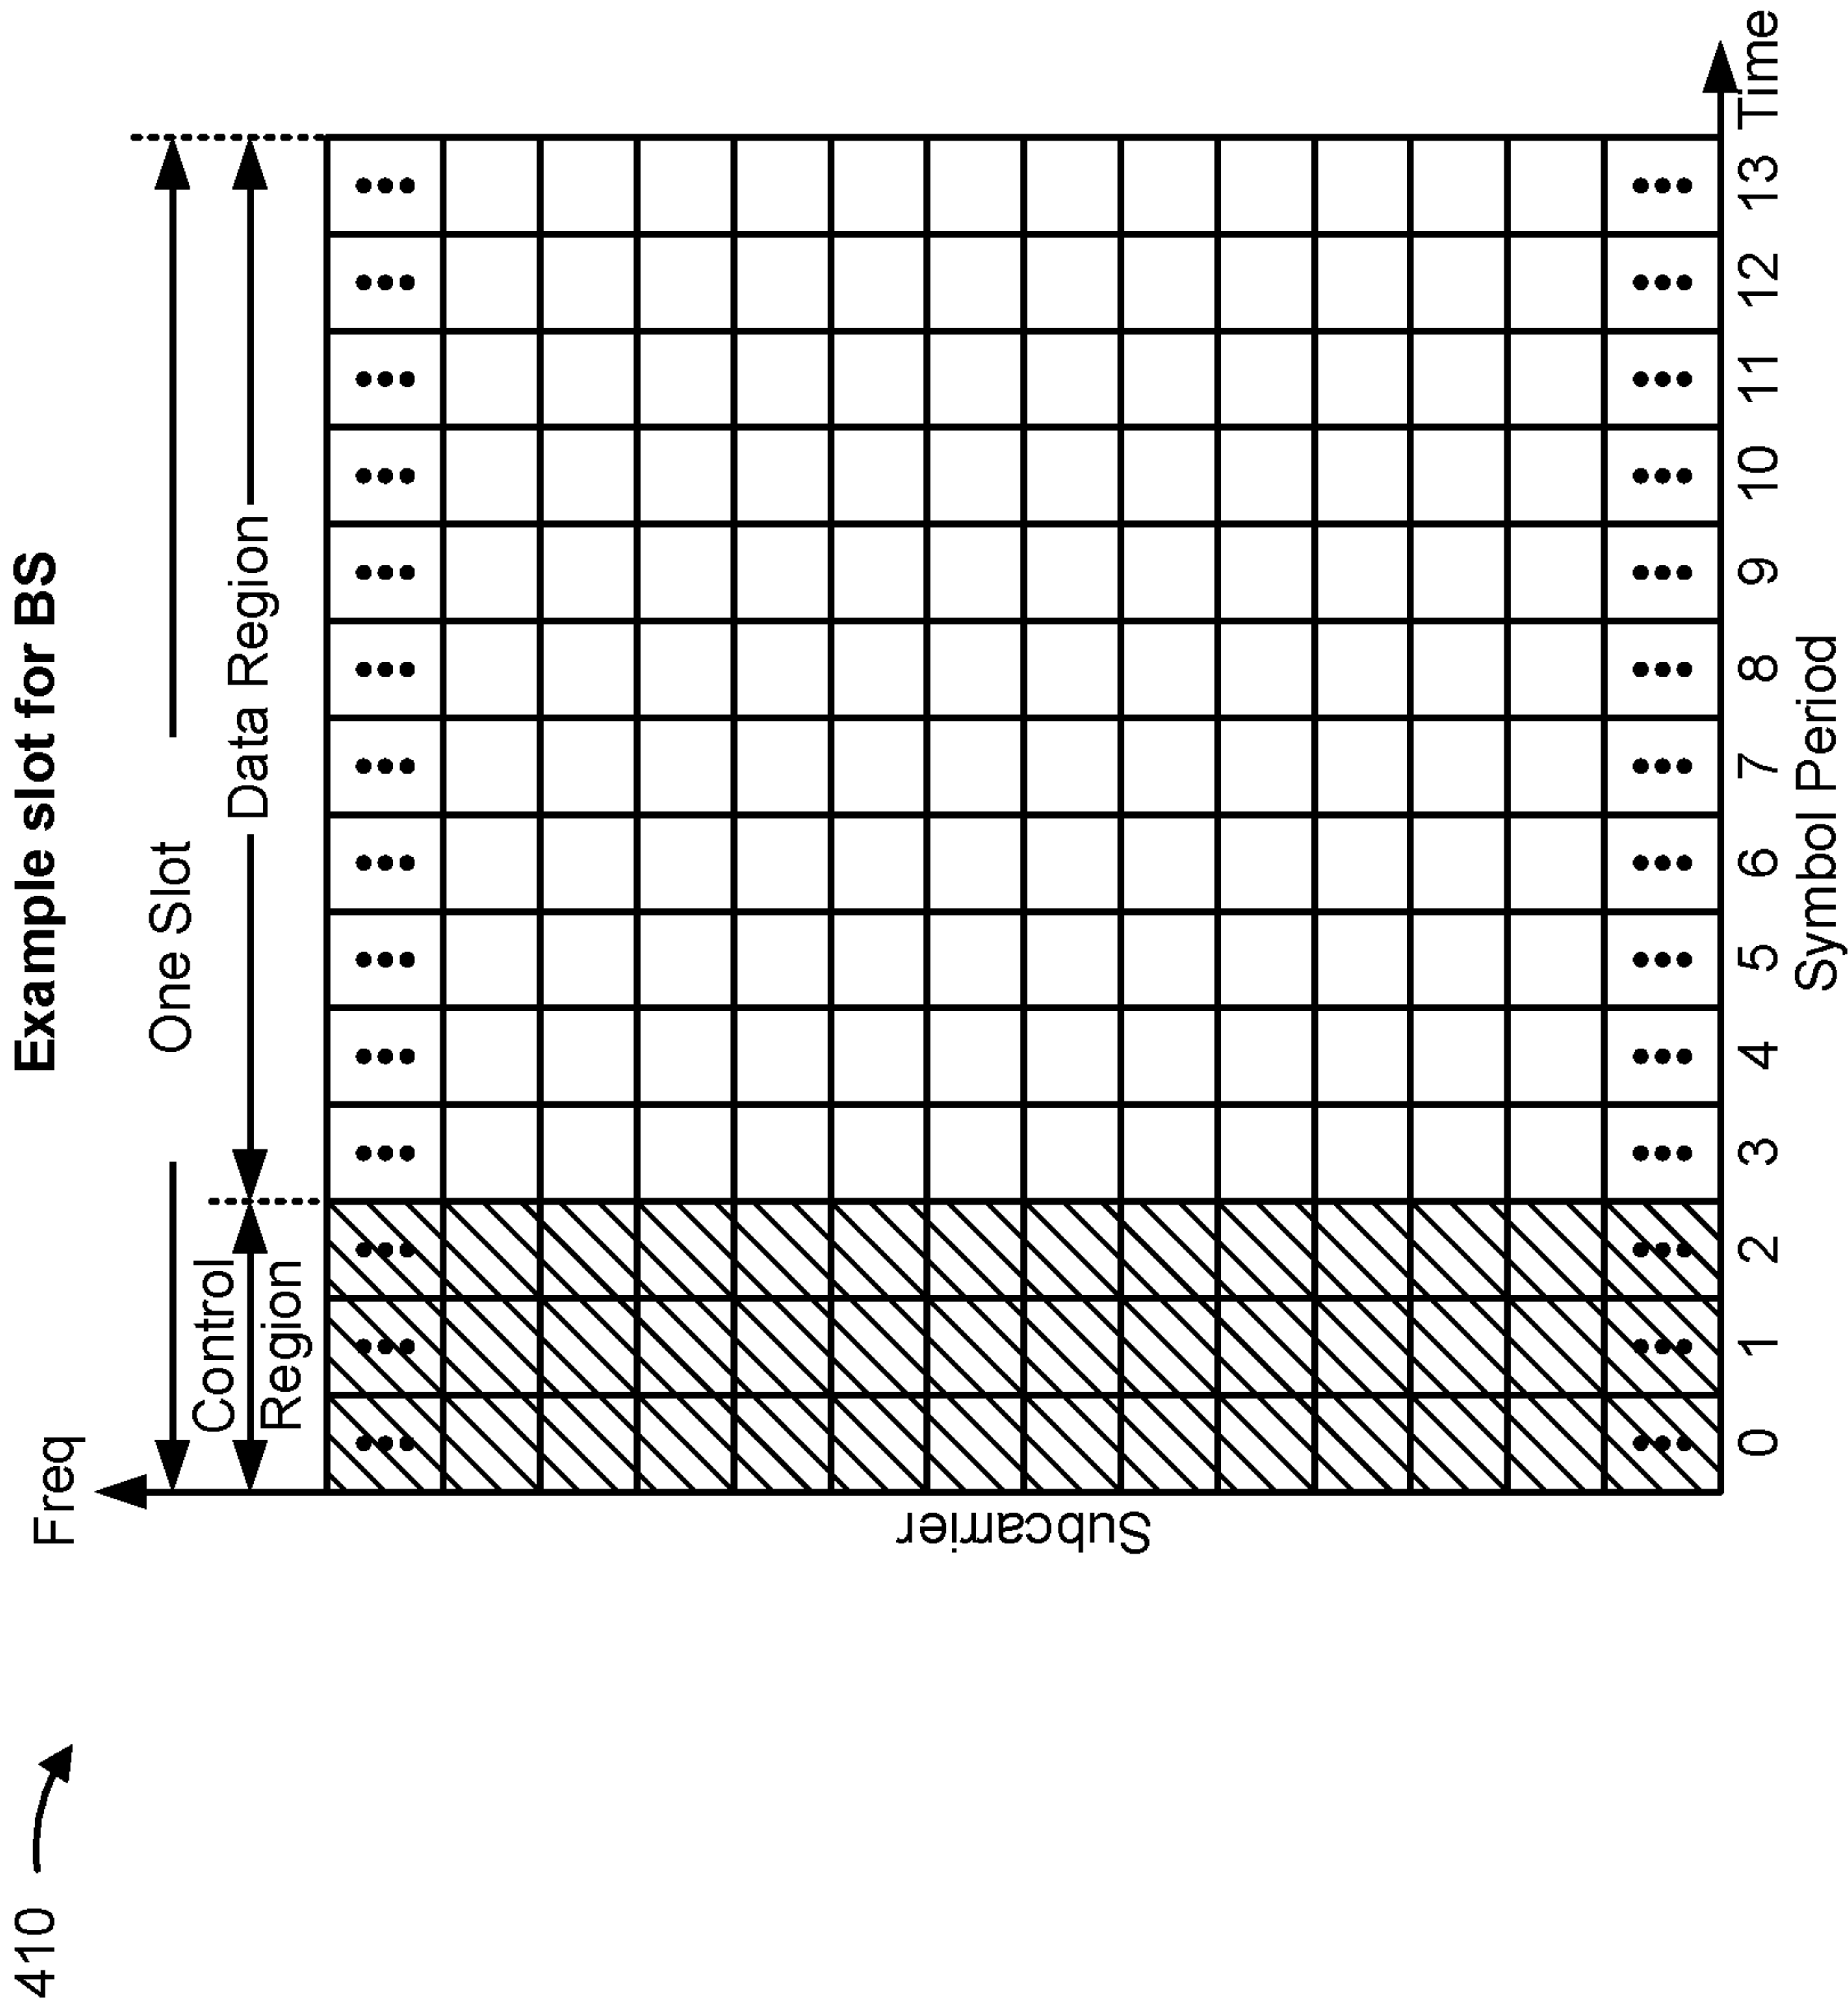 410
Example slot for BS
Freq
One Slot
Control
Region
Data Region
Subcarrier
0 1 2 3 4 5 6 7 8 9 10 11 12 13 Time
Symbol Period